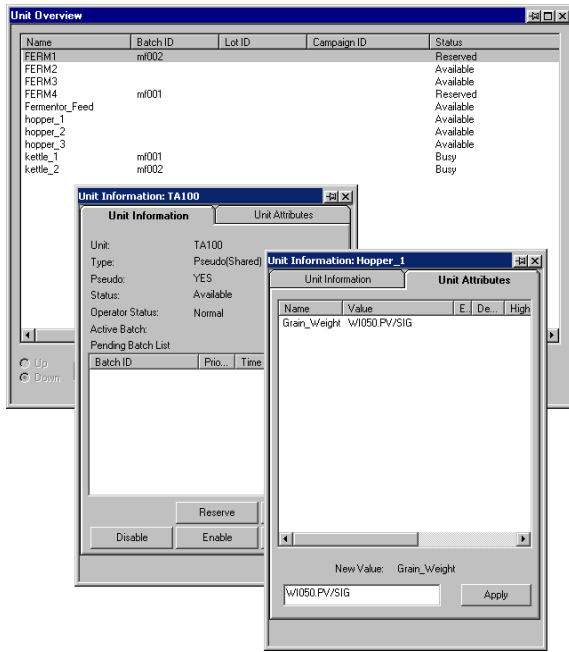 Unit Overview
Name Batch ID Lot ID Campaign ID Status
FERM1 mf002 Reserved
FERM2 Available
FERM3 Available
FERM4 mf001 Reserved
Fermentor_Feed Available
hopper_1 Available
hopper_2 Available
hopper_3 Available
kettle_1 mf001 Busy
kettle_2 mf002 Busy
Up
Down
Unit Information: TA100
Unit Information Unit Attributes
Unit: TA100
Type: Pseudo(Shared)
Pseudo: YES
Status: Available
Operator Status: Normal
Active Batch:
Pending Batch List
Batch ID Prio... Time
Reserve
Disable Enable
Unit Information: Hopper_1
Unit Information Unit Attributes
Name Value E. De... High
Grain_Weight WI050.PV/SIG
New Value: Grain_Weight
WI050.PV/SIG Apply